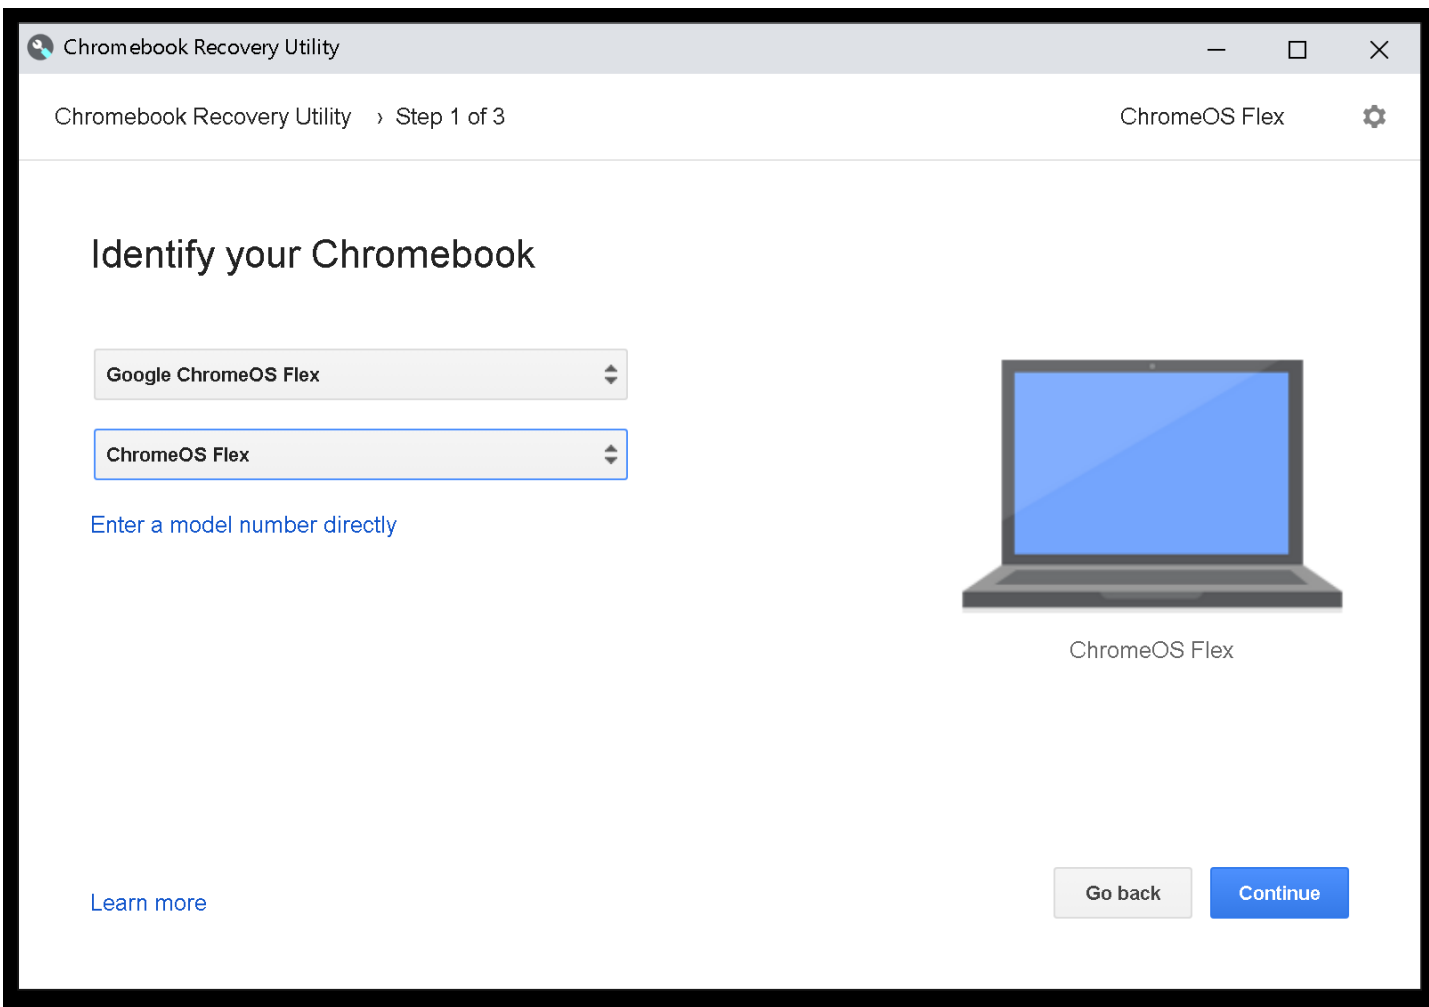 Chromebook Recovery Utility
Chromebook Recovery Utility › Step 1 of 3
ChromeOS Flex
Identify your Chromebook
Google ChromeOS Flex
ChromeOS Flex
Enter a model number directly
ChromeOS Flex
Learn more
Go back
Continue